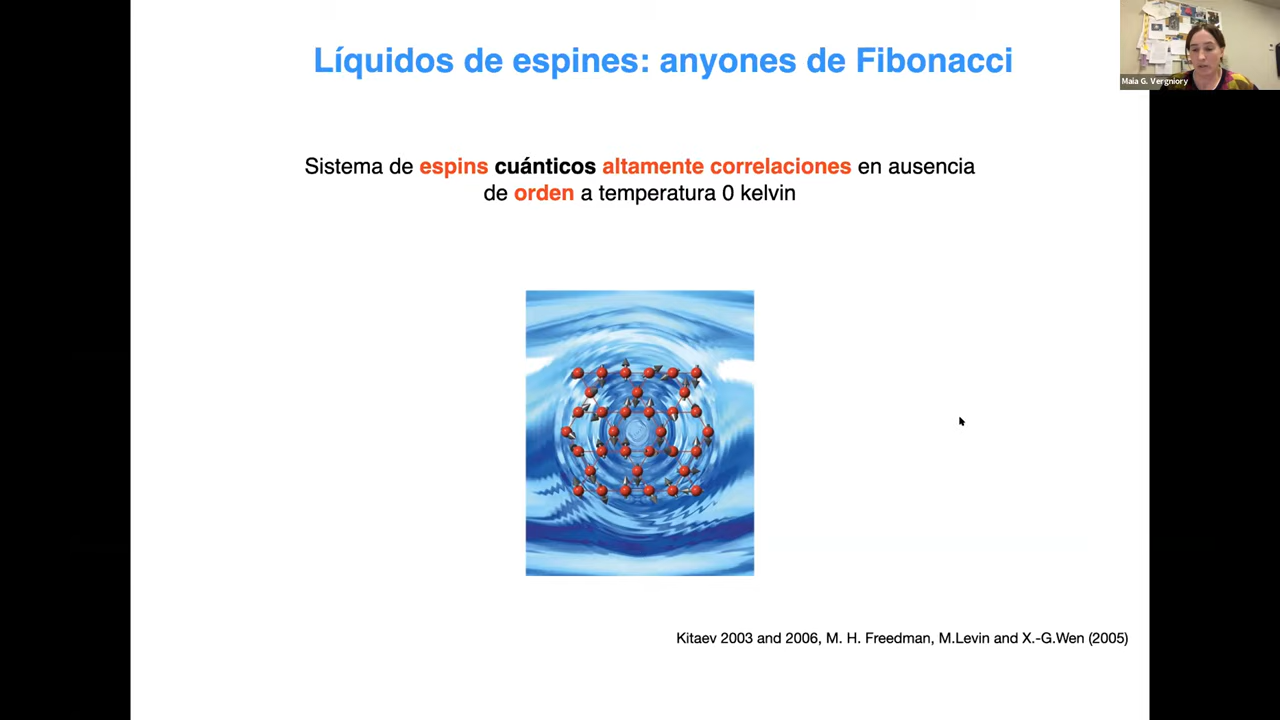 Líquidos de espines: anyones de Fibonacci
Maia G. Vergniory
Sistema de espins cuánticos altamente correlaciones en ausencia
de orden a temperatura 0 kelvin
Kitaev 2003 and 2006, M. H. Freedman, M.Levin and X.-G.Wen (2005)